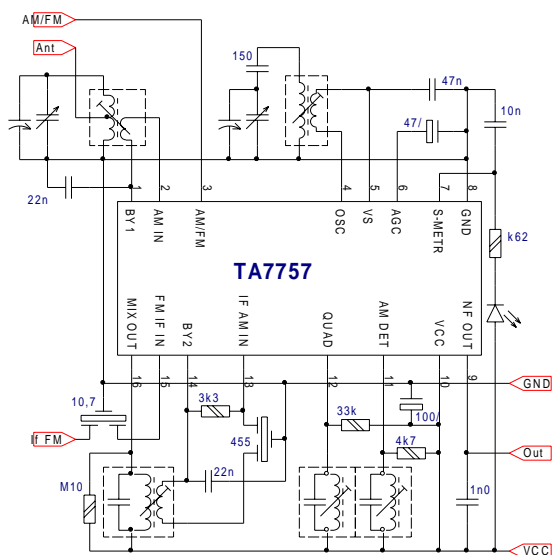 AM/FM
Ant
150
47n
10n
47/
22n
1
2
3
4
5
6
7
8
BY1
AM IN
AM/FM
OSC
VS
AGC
S-METR
GND
k62
TA7757
MIX OUT
FM IF IN
BY2
IF AM IN
QUAD
AM DET
VCC
NF OUT
16
15
14
13
12
11
10
9
GND
10,7
3k3
33k
100/
If FM
455
4k7
Out
M10
22n
1n0
VCC